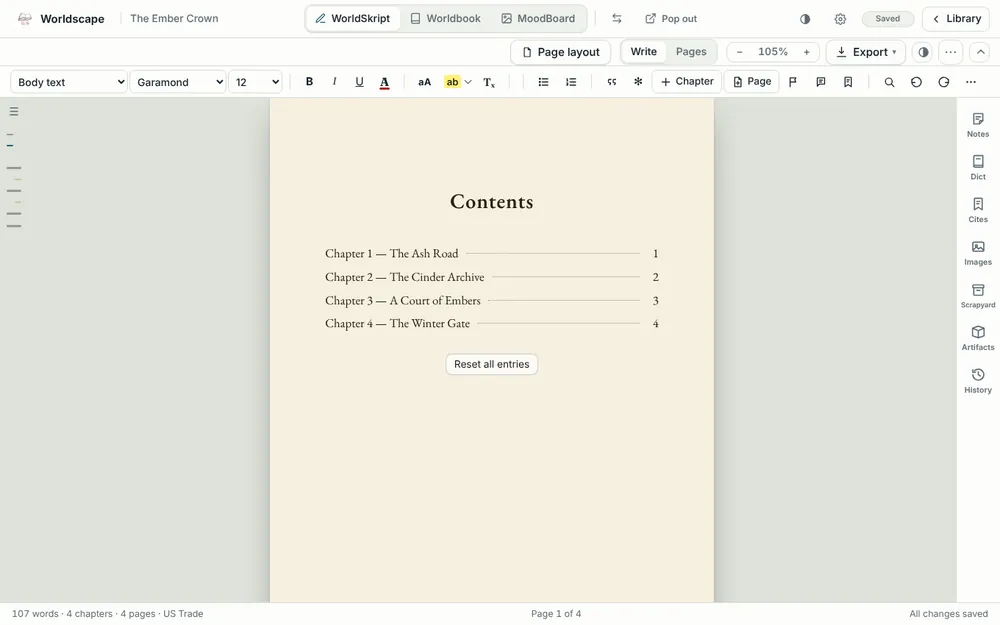 Worldscape The Ember Crown WorldSkript Worldbook MoodBoard Pop out Saved Library
Page layout Write Pages − 105% + Export
Body text Garamond 12 B I U A aA ab Tx + Chapter Page
Notes
Dict
Cites
Images
Scrapyard
Artifacts
History
Contents
Chapter 1 — The Ash Road 1
Chapter 2 — The Cinder Archive 2
Chapter 3 — A Court of Embers 3
Chapter 4 — The Winter Gate 4
Reset all entries
107 words · 4 chapters · 4 pages · US Trade Page 1 of 4 All changes saved